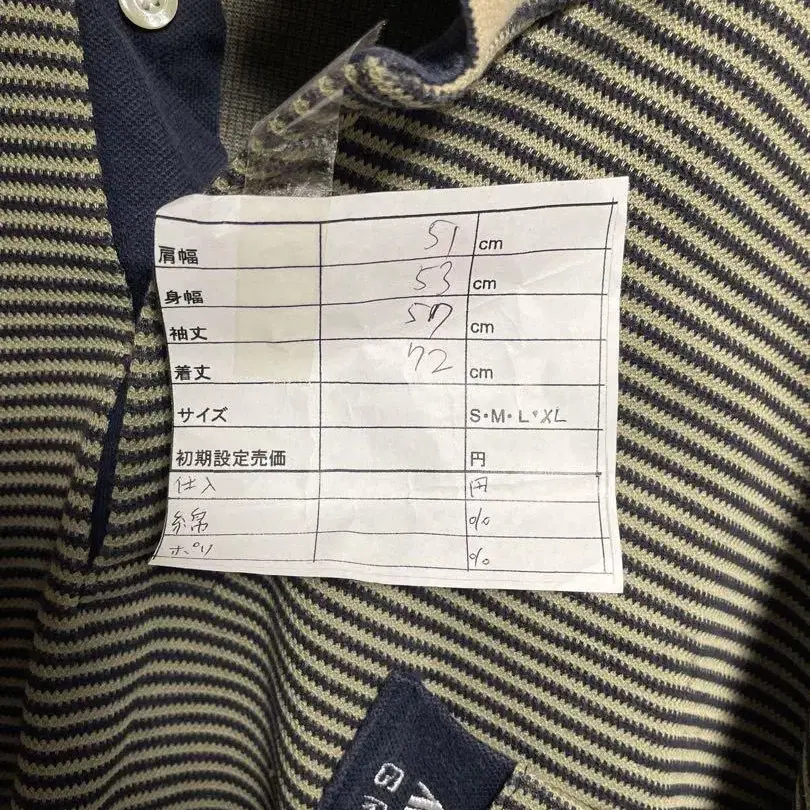 肩幅 51 cm
身幅 53 cm
袖丈 57 cm
着丈 72 cm
サイズ S・M・L・XL
初期設定売価 円
仕入 円
綿 %
ポリ %